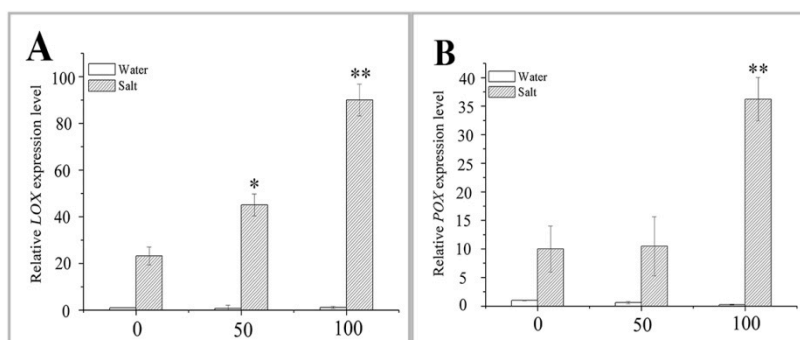 A
Water
Salt
Relative LOX expression level
100
80
60
40
20
0
*
**
0 50 100
B
Water
Salt
Relative POX expression level
40
35
30
25
20
15
10
5
0
**
0 50 100